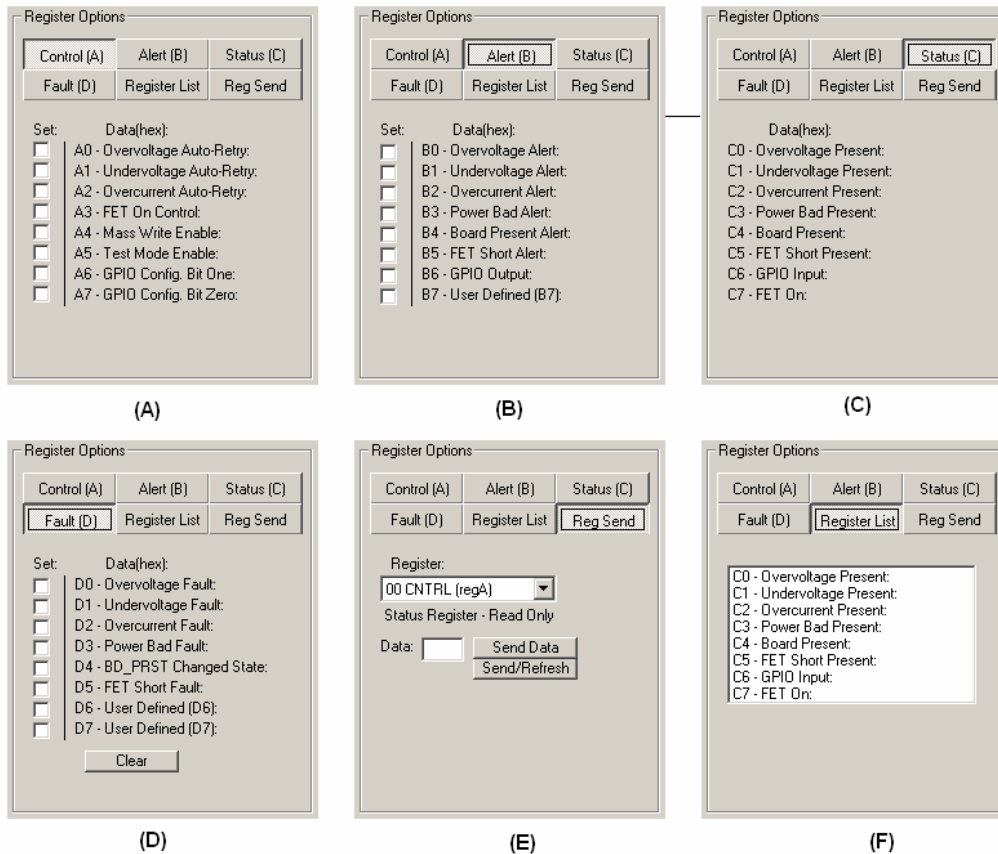 Register Options
Control (A) Alert (B) Status (C)
Fault (D) Register List Reg Send
Set: Data(hex):
A0 - Overvoltage Auto-Retry:
A1 - Undervoltage Auto-Retry:
A2 - Overcurrent Auto-Retry:
A3 - FET On Control:
A4 - Mass Write Enable:
A5 - Test Mode Enable:
A6 - GPIO Config. Bit One:
A7 - GPIO Config. Bit Zero:
(A)
Register Options
Control (A) Alert (B) Status (C)
Fault (D) Register List Reg Send
Set: Data(hex):
B0 - Overvoltage Alert:
B1 - Undervoltage Alert:
B2 - Overcurrent Alert:
B3 - Power Bad Alert:
B4 - Board Present Alert:
B5 - FET Short Alert:
B6 - GPIO Output:
B7 - User Defined (B7):
(B)
Register Options
Control (A) Alert (B) Status (C)
Fault (D) Register List Reg Send
Data(hex):
C0 - Overvoltage Present:
C1 - Undervoltage Present:
C2 - Overcurrent Present:
C3 - Power Bad Present:
C4 - Board Present:
C5 - FET Short Present:
C6 - GPIO Input:
C7 - FET On:
(C)
Register Options
Control (A) Alert (B) Status (C)
Fault (D) Register List Reg Send
Set: Data(hex):
D0 - Overvoltage Fault:
D1 - Undervoltage Fault:
D2 - Overcurrent Fault:
D3 - Power Bad Fault:
D4 - BD_PRST Changed State:
D5 - FET Short Fault:
D6 - User Defined (D6):
D7 - User Defined (D7):
Clear
(D)
Register Options
Control (A) Alert (B) Status (C)
Fault (D) Register List Reg Send
Register:
00 CNTRL (regA)
Status Register - Read Only
Data: Send Data
Send/Refresh
(E)
Register Options
Control (A) Alert (B) Status (C)
Fault (D) Register List Reg Send
C0 - Overvoltage Present:
C1 - Undervoltage Present:
C2 - Overcurrent Present:
C3 - Power Bad Present:
C4 - Board Present:
C5 - FET Short Present:
C6 - GPIO Input:
C7 - FET On:
(F)